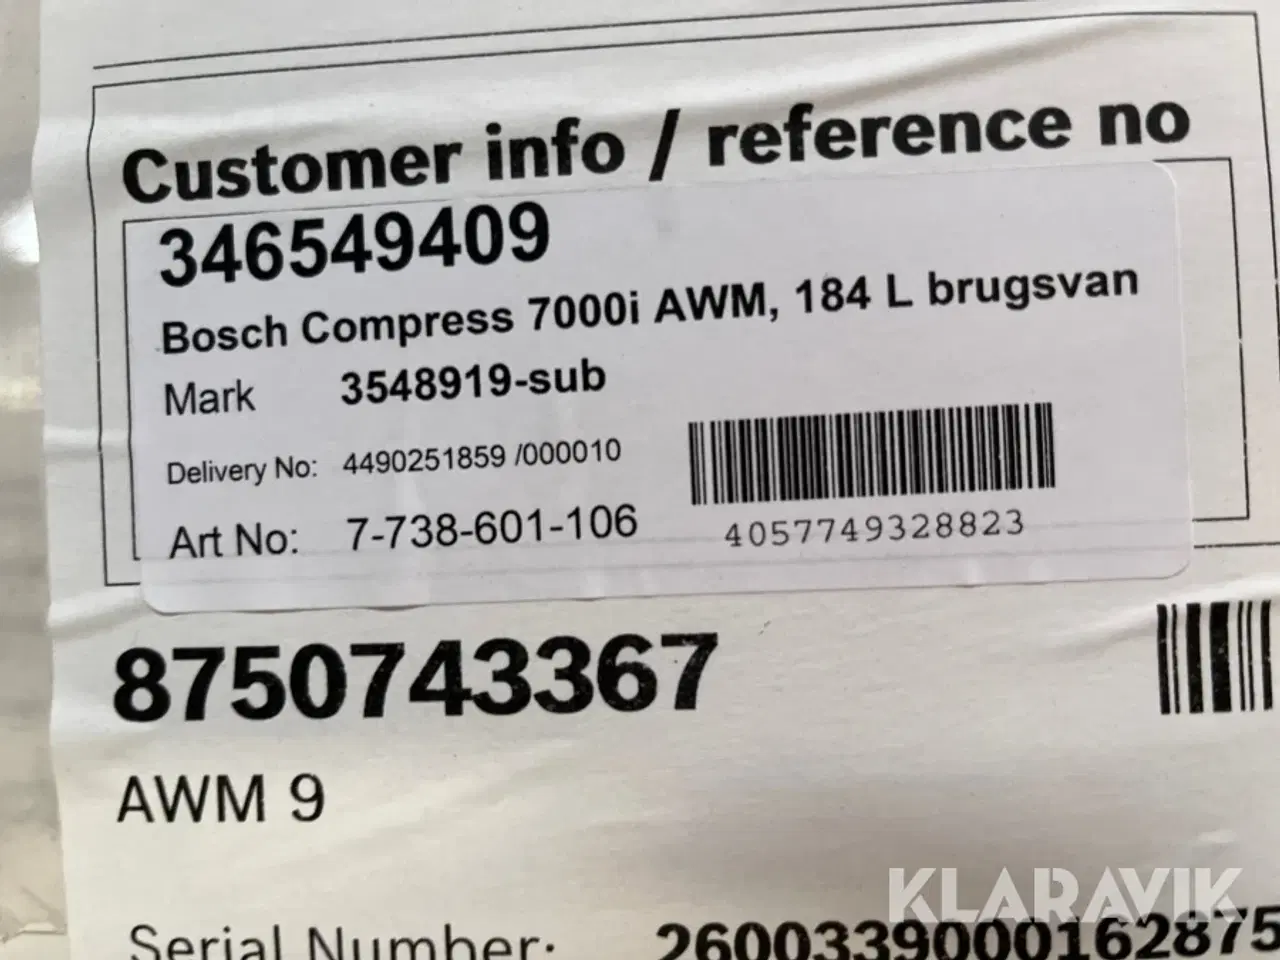 Customer info / reference no
346549409
Bosch Compress 7000i AWM, 184 L brugsvan
Mark 3548919-sub
Delivery No: 4490251859 /000010
Art No: 7-738-601-106
4057749328823
8750743367
AWM 9
KLARAVIK
Serial Number: 2600339000162875